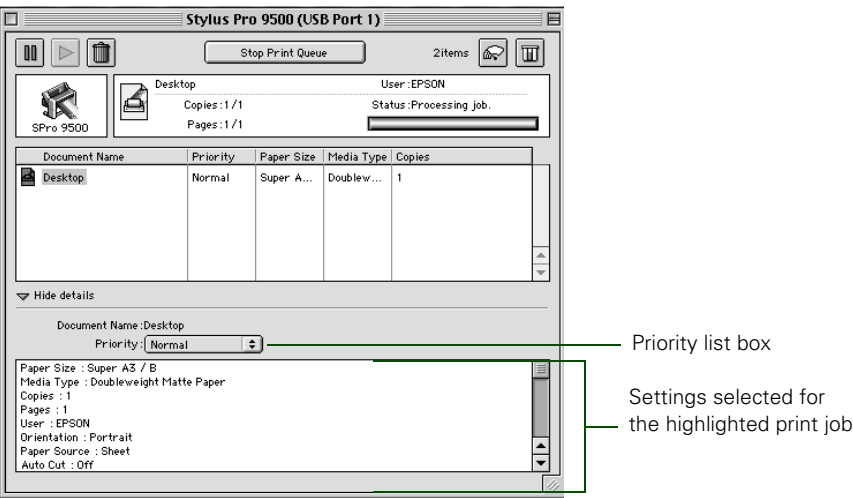 Stylus Pro 9500 (USB Port 1)
Stop Print Queue
2items
SPro 9500
Desktop
User :EPSON
Copies:1/1
Status:Processing job.
Pages:1/1
Document Name Priority Paper Size Media Type Copies
Desktop Normal Super A... Doublew... 1
Hide details
Document Name :Desktop
Priority: Normal
Priority list box
Paper Size : Super A3 / B
Media Type : Doubleweight Matte Paper
Copies : 1
Pages : 1
User : EPSON
Orientation : Portrait
Paper Source : Sheet
Auto Cut : Off
Settings selected for
the highlighted print job